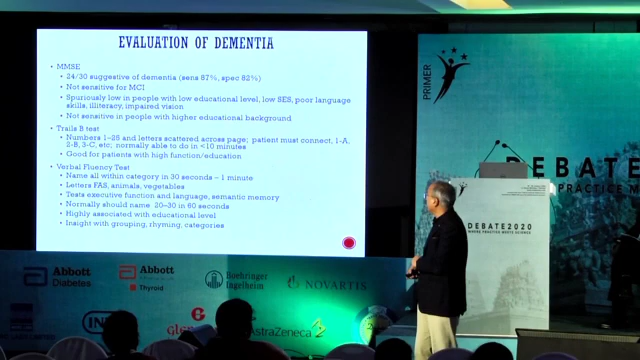 EVALUATION OF DEMENTIA
MMSE
24/30 suggestive of dementia (sens 87%, spec 82%)
Not sensitive for MCI
Spuriously low in people with low educational level, low SES, poor language
skills, illiteracy, impaired vision
Not sensitive in people with higher educational background
Trails B test
Numbers 1-25 and letters scattered across page; patient must connect, 1-A,
2-B, 3-C, etc; normally able to do in <10 minutes
Good for patients with high function/education
Verbal Fluency Test
Name all within category in 30 seconds – 1 minute
Letters FAS, animals, vegetables
Tests executive function and language, semantic memory
Normally should name 20-30 in 60 seconds
Highly associated with educational level
Insight with grouping, rhyming, categories
PRIMER
DEBATE
PRACTICE
DEBATE2020
WHERE PRACTICE MEETS SCIENCE
Abbott
Diabetes
Abbott
Thyroid
Boehringer
Ingelheim
NOVARTIS
AstraZeneca